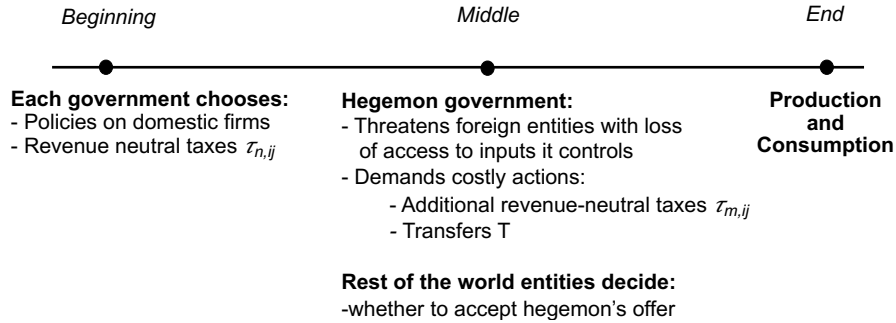 Beginning
Middle
End
Each government chooses:
- Policies on domestic firms
- Revenue neutral taxes τn,ij
Hegemon government:
- Threatens foreign entities with loss
of access to inputs it controls
- Demands costly actions:
- Additional revenue-neutral taxes τm,ij
- Transfers T
Rest of the world entities decide:
-whether to accept hegemon's offer
Production
and
Consumption